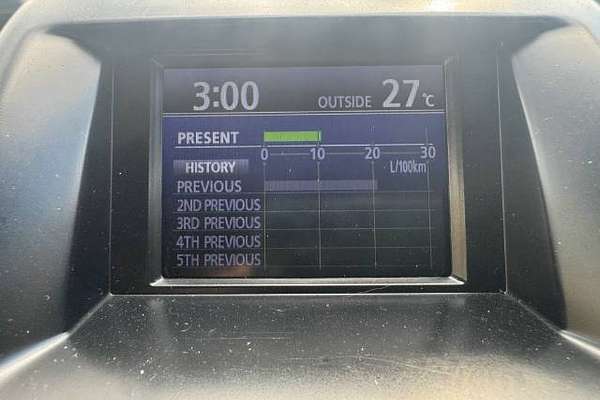 3:00 OUTSIDE 27°C
PRESENT
0 10 20 30
HISTORY L/100km
PREVIOUS
2ND PREVIOUS
3RD PREVIOUS
4TH PREVIOUS
5TH PREVIOUS